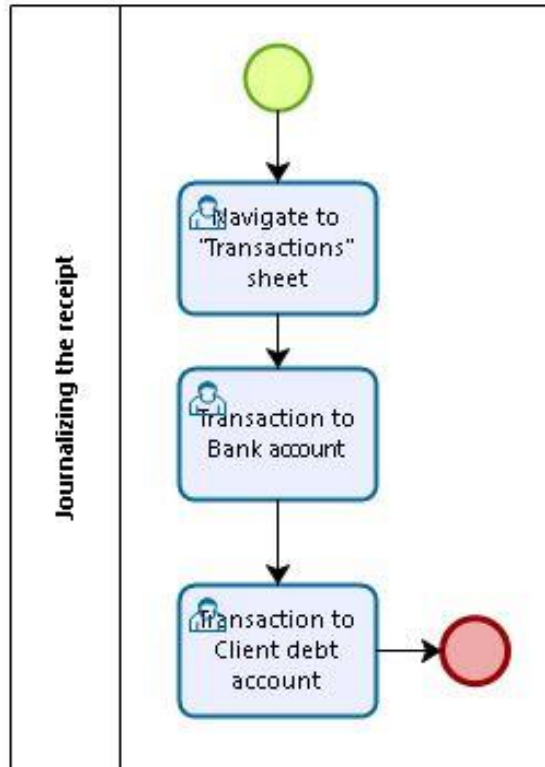 Journalizing the receipt
Navigate to
"Transactions"
sheet
Transaction to
Bank account
Transaction to
Client debt
account